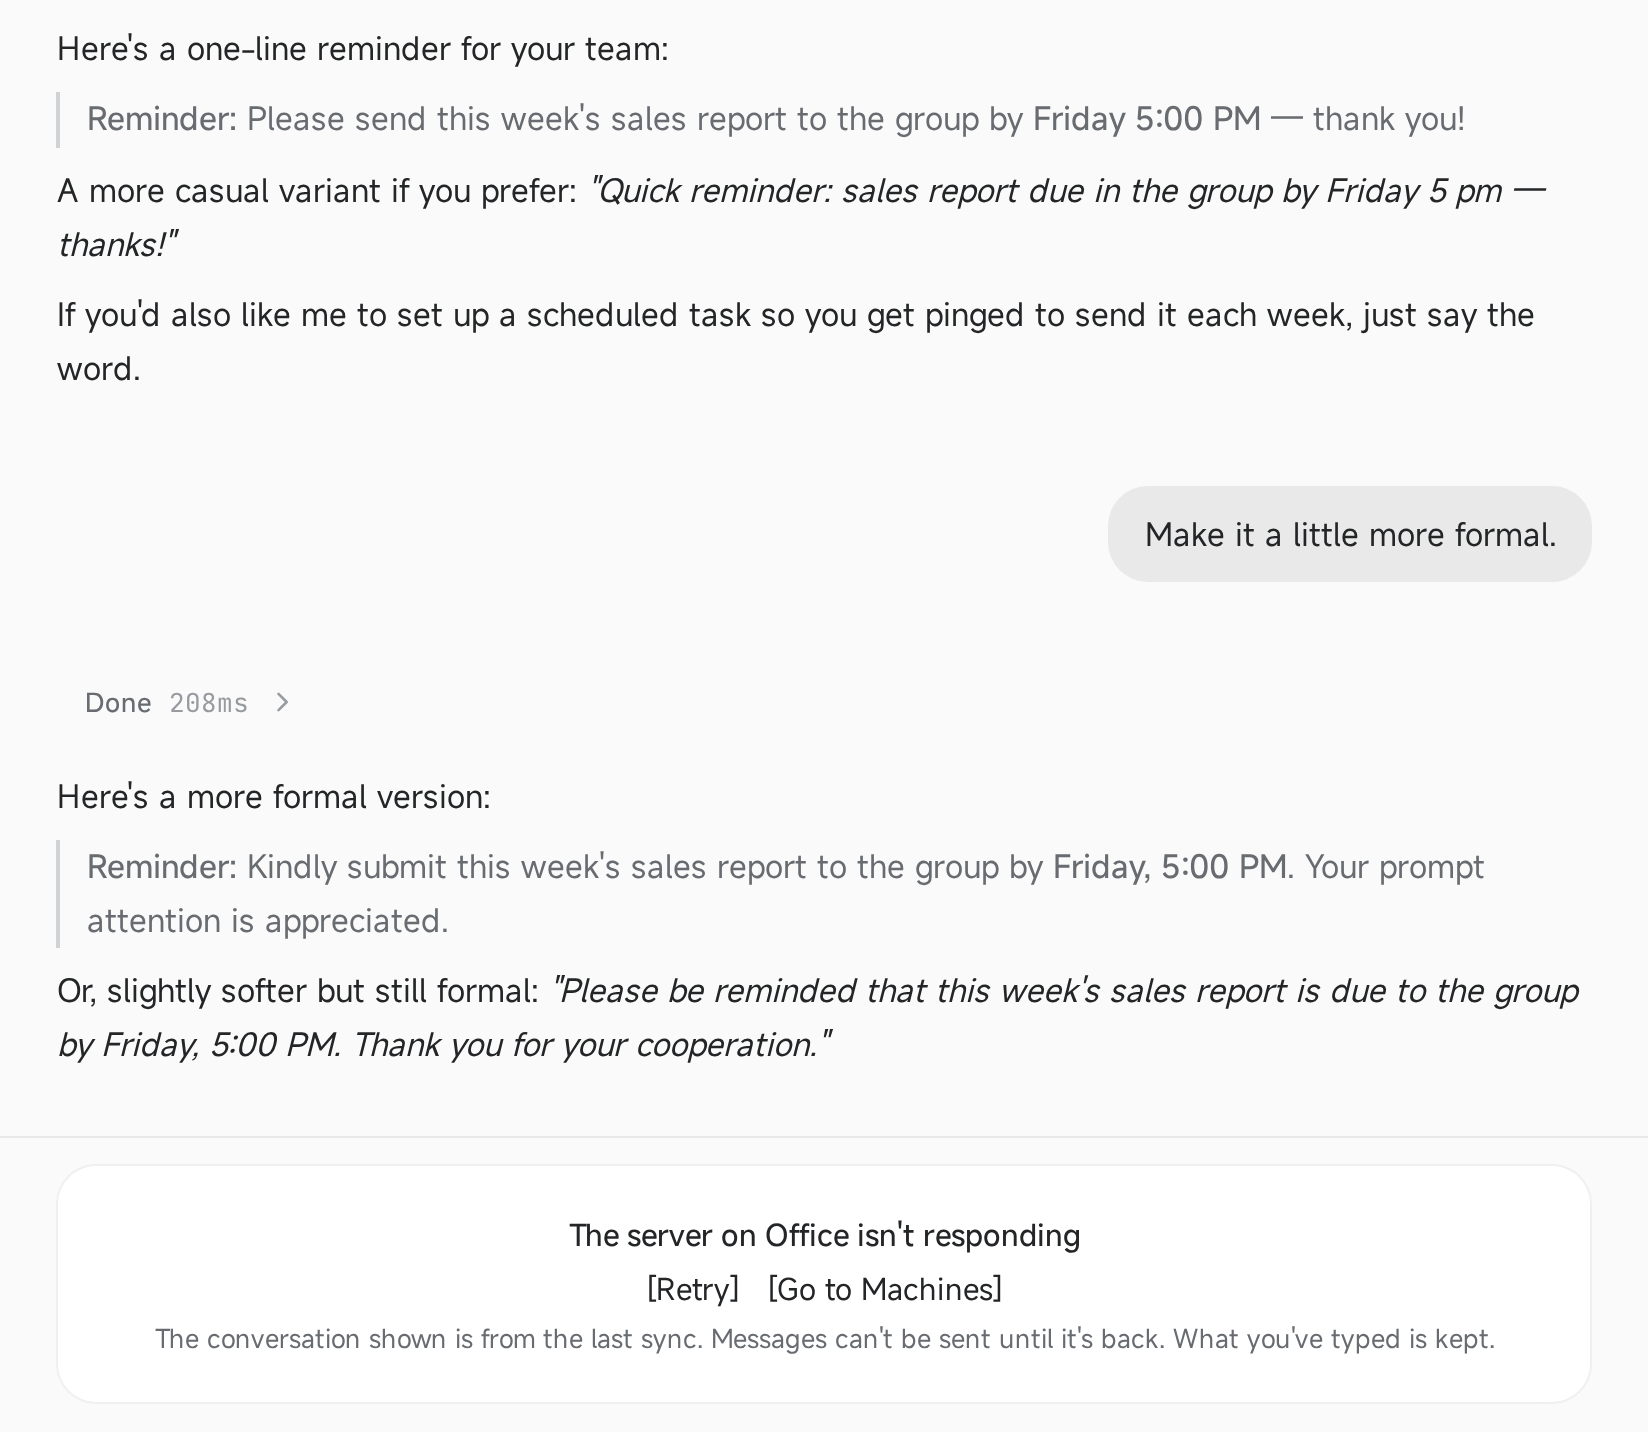 Here's a one-line reminder for your team:
Reminder: Please send this week's sales report to the group by Friday 5:00 PM — thank you!
A more casual variant if you prefer: "Quick reminder: sales report due in the group by Friday 5 pm —
thanks!"
If you'd also like me to set up a scheduled task so you get pinged to send it each week, just say the
word.
Make it a little more formal.
Done 208ms >
Here's a more formal version:
Reminder: Kindly submit this week's sales report to the group by Friday, 5:00 PM. Your prompt
attention is appreciated.
Or, slightly softer but still formal: "Please be reminded that this week's sales report is due to the group
by Friday, 5:00 PM. Thank you for your cooperation."
The server on Office isn't responding
[Retry] [Go to Machines]
The conversation shown is from the last sync. Messages can't be sent until it's back. What you've typed is kept.